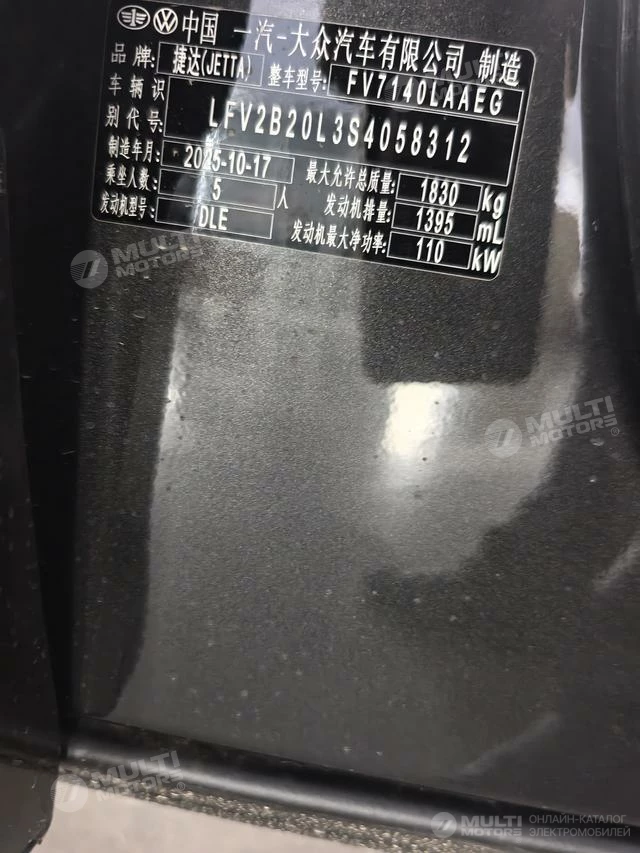 中国 一汽-大众汽车有限公司 制造
品牌: 捷达(JETTA) 整车型号: FV7140LAAEG
车辆识别代号: LFV2B20L3S4058312
制造年月: 2025-10-17 最大允许总质量: 1830 kg
乘坐人数: 5 人 发动机排量: 1395 mL
发动机型号: DLE 发动机最大净功率: 110 kW
MULTI MOTORS
MULTI MOTORS®
MULTI MOTORS
MULTI MOTORS ОНЛАЙН-КАТАЛОГ ЭЛЕКТРОМОБИЛЕЙ